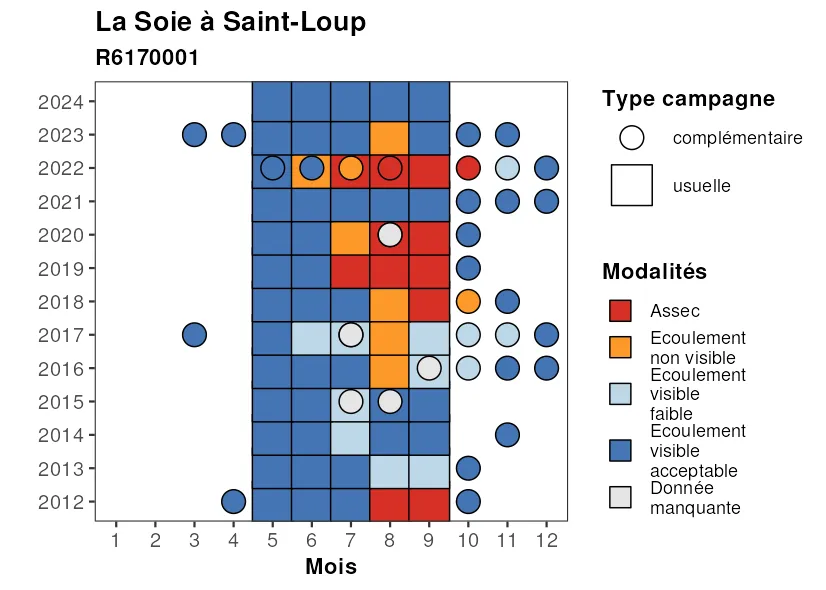 La Soie à Saint-Loup
R6170001
2024
2023
2022
2021
2020
2019
2018
2017
2016
2015
2014
2013
2012
1 2 3 4 5 6 7 8 9 10 11 12
Mois
Type campagne
complémentaire
usuelle
Modalités
Assec
Ecoulement
non visible
Ecoulement
visible
faible
Ecoulement
visible
acceptable
Donnée
manquante